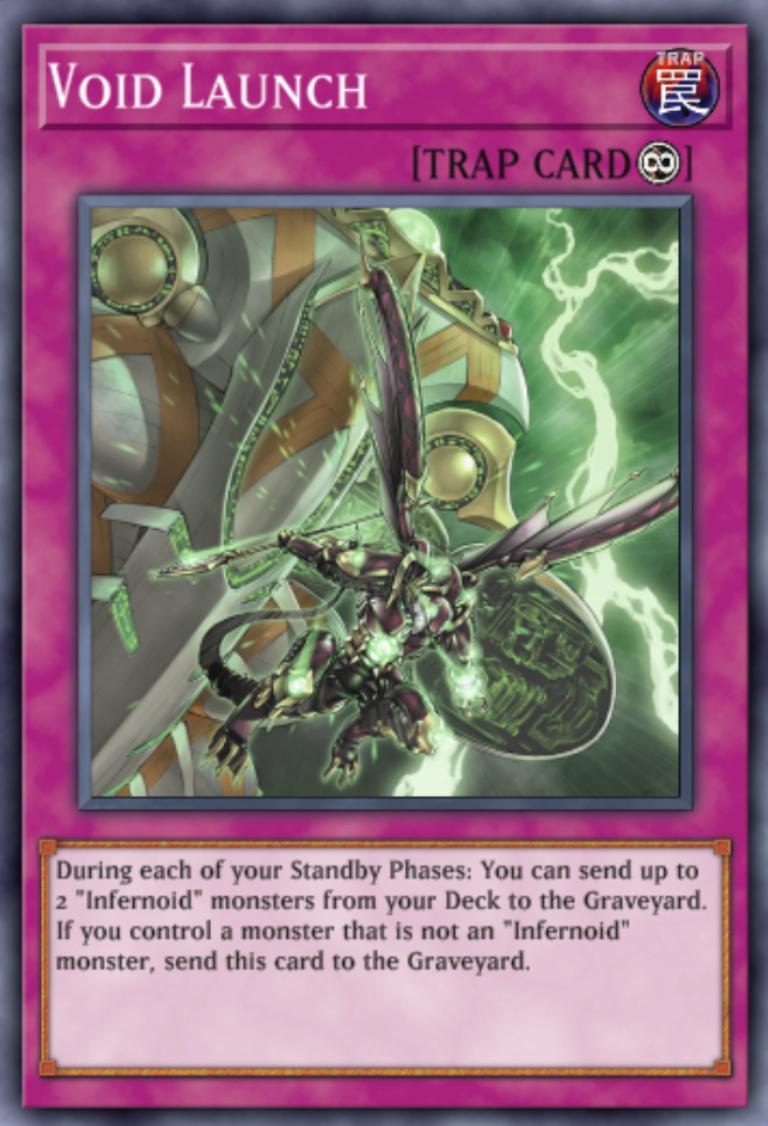 Void Launch
TRAP
罠
[TRAP CARD]
During each of your Standby Phases: You can send up to
2 "Infernoid" monsters from your Deck to the Graveyard.
If you control a monster that is not an "Infernoid"
monster, send this card to the Graveyard.